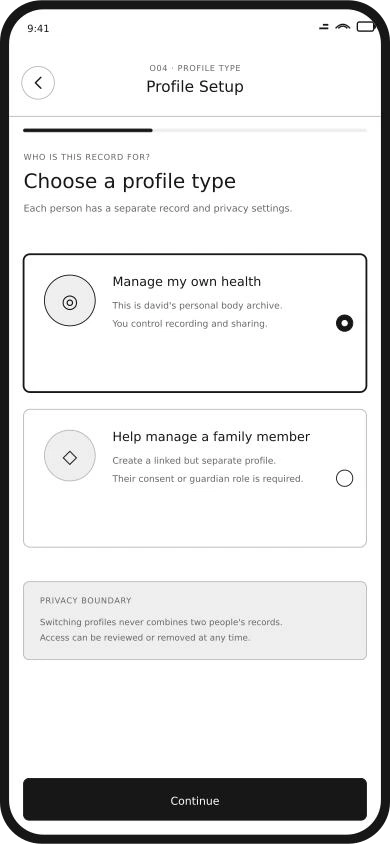 9:41
O04 · PROFILE TYPE
Profile Setup
WHO IS THIS RECORD FOR?
Choose a profile type
Each person has a separate record and privacy settings.
Manage my own health
This is david's personal body archive.
You control recording and sharing.
Help manage a family member
Create a linked but separate profile.
Their consent or guardian role is required.
PRIVACY BOUNDARY
Switching profiles never combines two people's records.
Access can be reviewed or removed at any time.
Continue